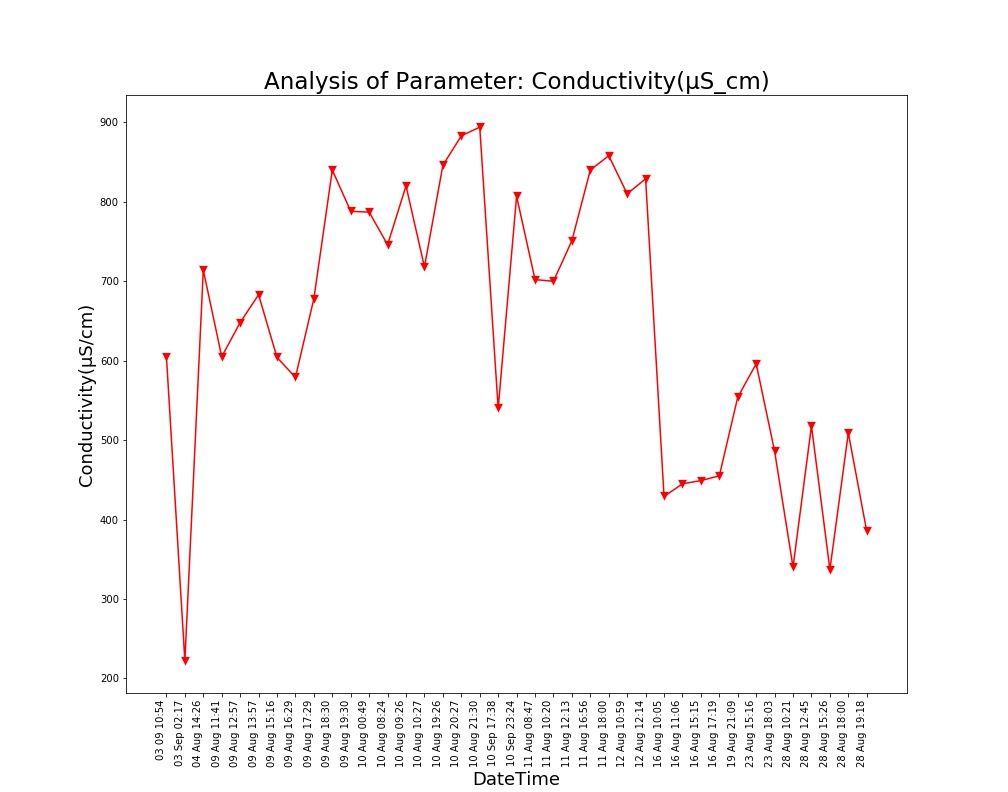 Analysis of Parameter: Conductivity(µS_cm)
Conductivity(µS/cm)
900
800
700
600
500
400
300
200
03 09 10:54
03 Sep 02:17
04 Aug 14:26
09 Aug 11:41
09 Aug 12:57
09 Aug 13:57
09 Aug 15:16
09 Aug 16:29
09 Aug 17:29
09 Aug 18:30
09 Aug 19:30
10 Aug 00:49
10 Aug 08:24
10 Aug 09:26
10 Aug 10:27
10 Aug 19:26
10 Aug 20:27
10 Aug 21:30
10 Sep 17:38
10 Sep 23:24
11 Aug 08:47
11 Aug 10:20
11 Aug 12:13
11 Aug 16:56
11 Aug 18:00
12 Aug 10:59
12 Aug 12:14
16 Aug 10:05
16 Aug 11:06
16 Aug 15:15
16 Aug 17:19
19 Aug 21:09
23 Aug 15:16
23 Aug 18:03
28 Aug 10:21
28 Aug 12:45
28 Aug 15:26
28 Aug 18:00
28 Aug 19:18
DateTime